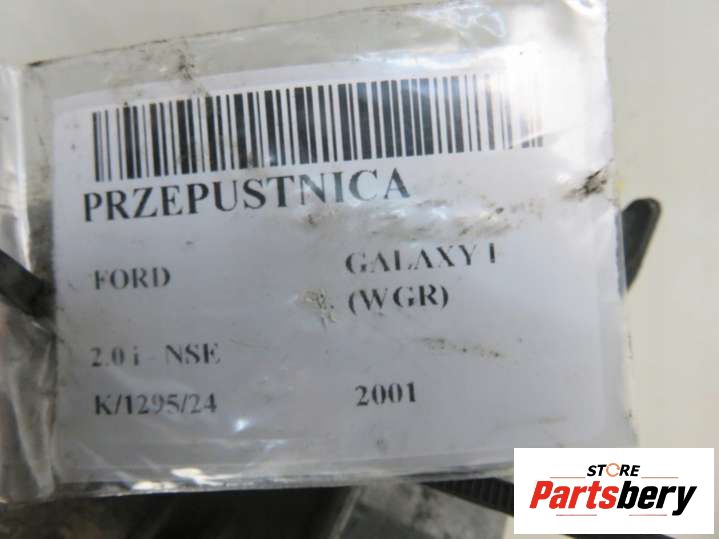 PRZEPUSTNICA
FORD
GALAXY I
(WGR)
2.0 i - NSE
K/1295/24
2001
STORE
Partsbery